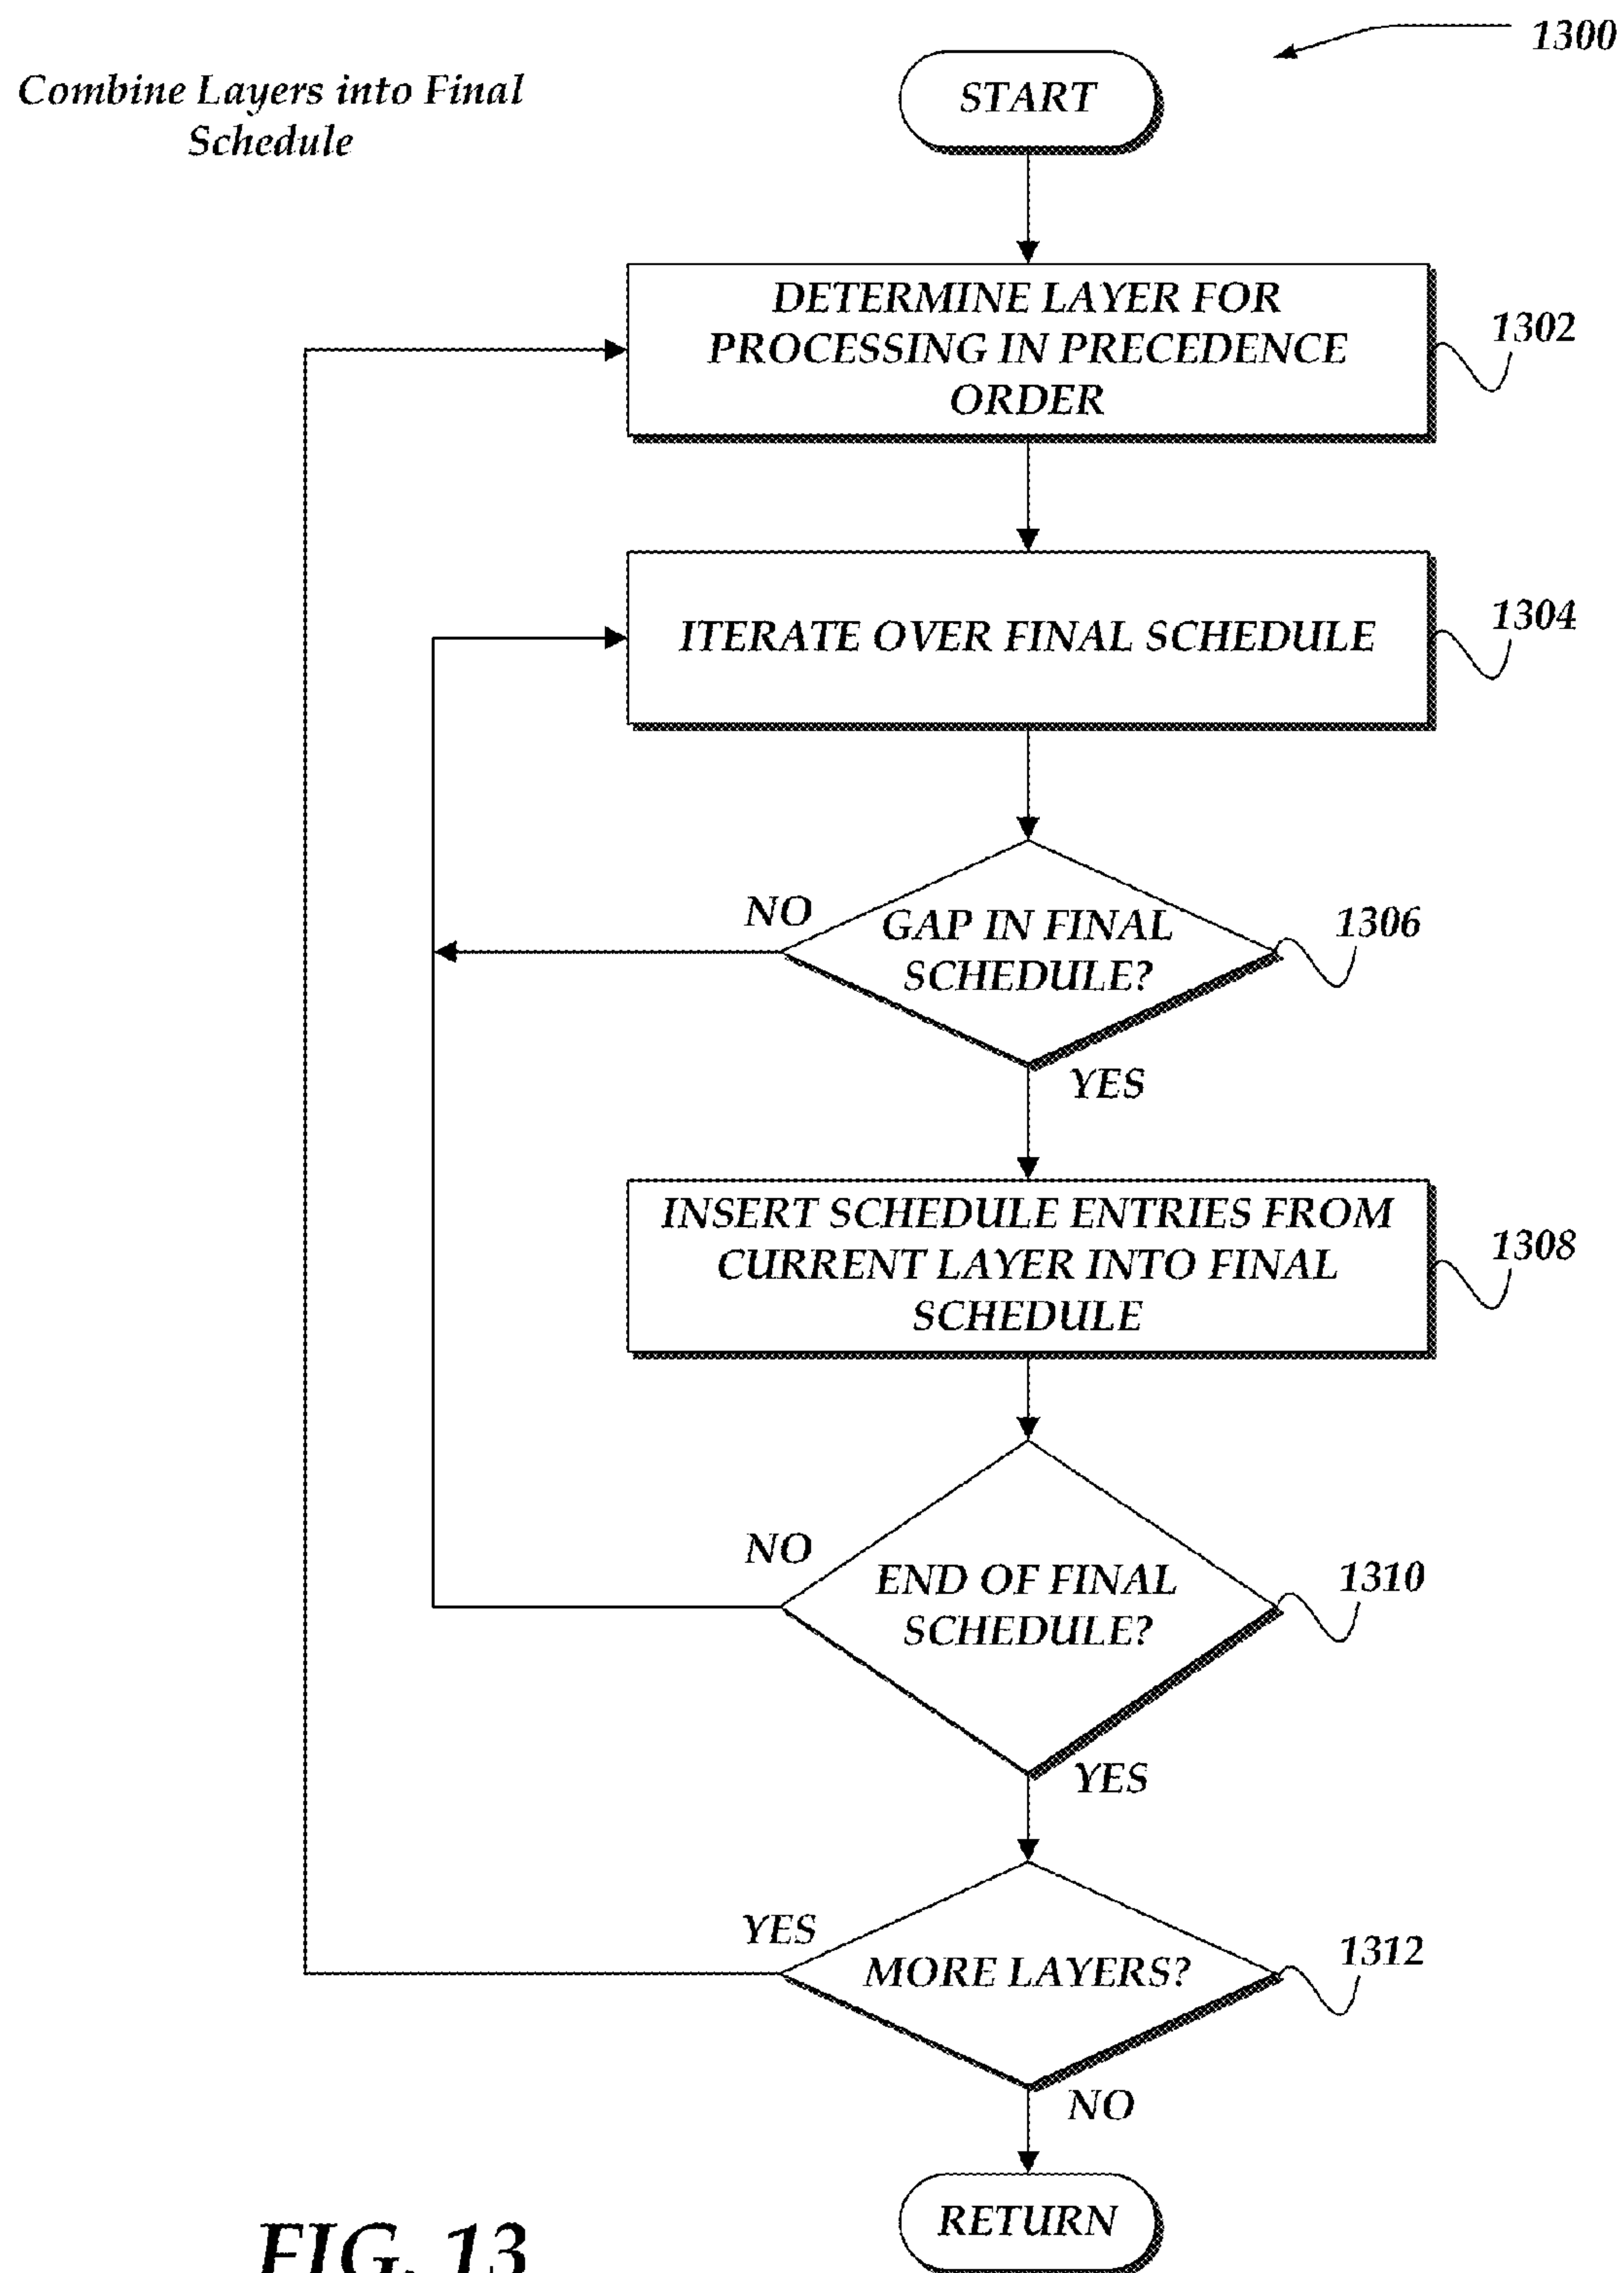 1300
Combine Layers into Final
Schedule
START
DETERMINE LAYER FOR
PROCESSING IN PRECEDENCE
ORDER
1302
ITERATE OVER FINAL SCHEDULE
1304
NO
GAP IN FINAL
SCHEDULE?
1306
YES
INSERT SCHEDULE ENTRIES FROM
CURRENT LAYER INTO FINAL
SCHEDULE
1308
NO
END OF FINAL
SCHEDULE?
1310
YES
YES
MORE LAYERS?
1312
NO
RETURN
FIG. 13